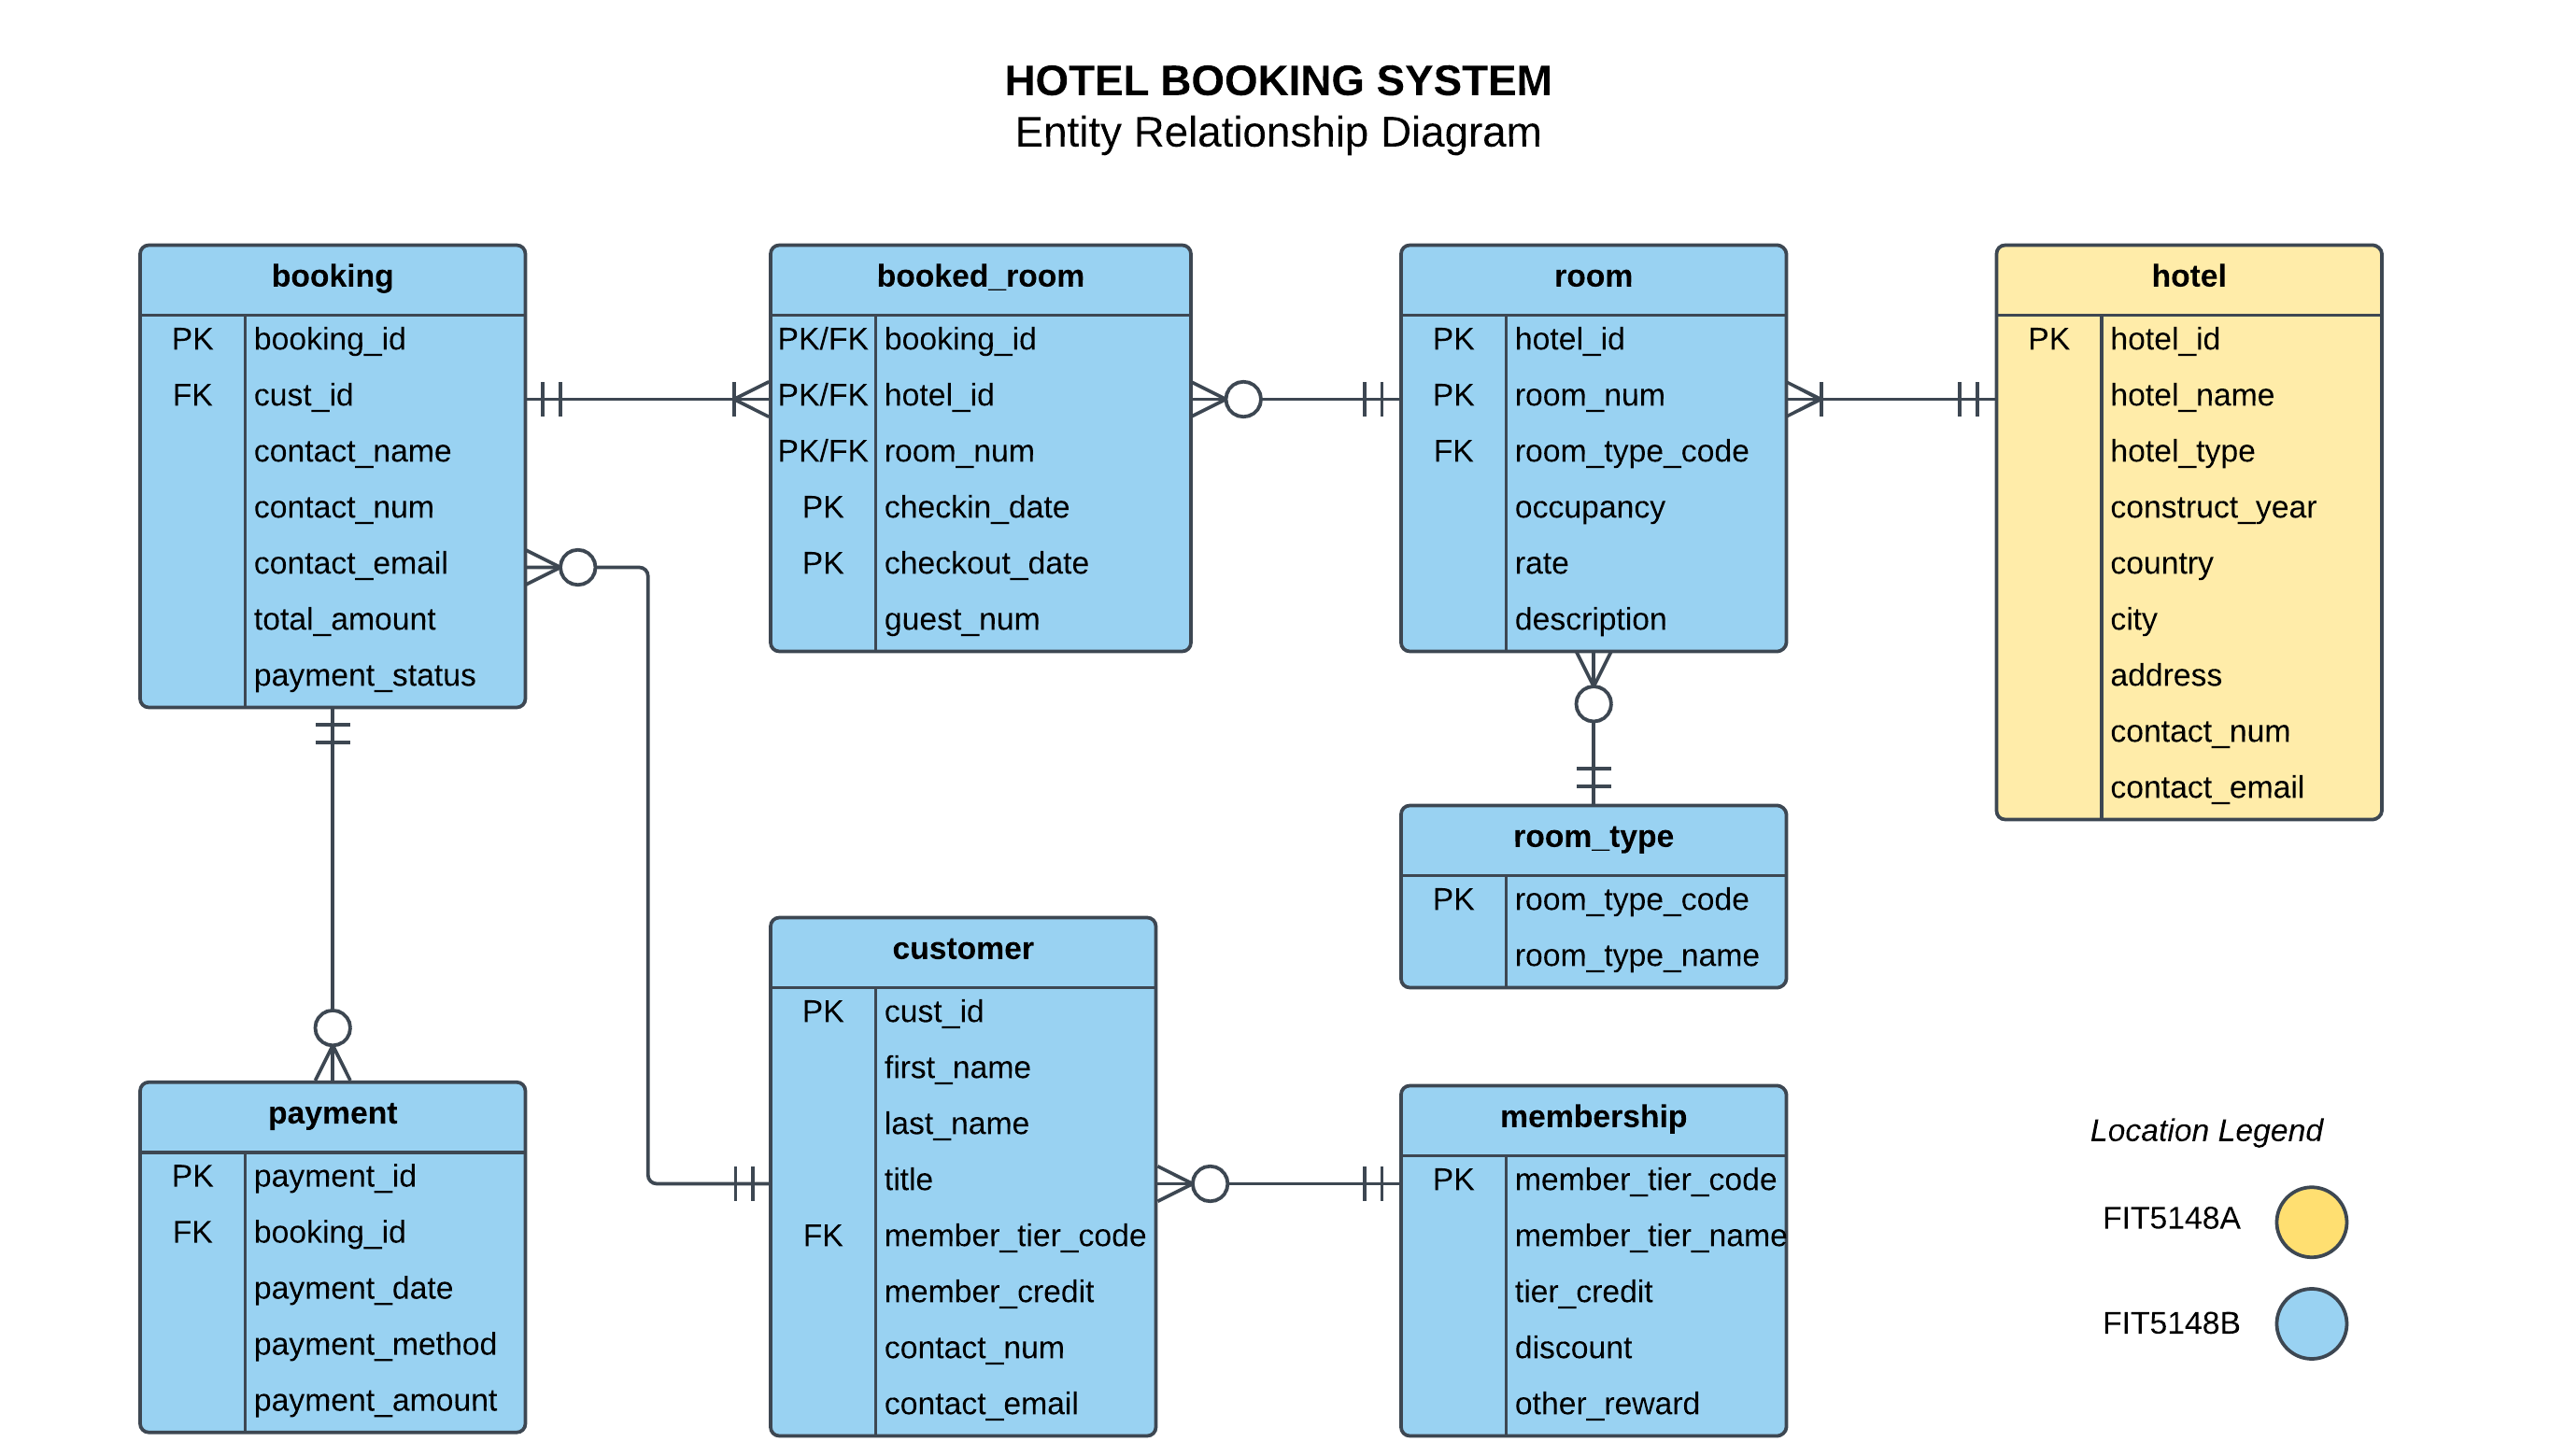 HOTEL BOOKING SYSTEM
Entity Relationship Diagram
booking
PK booking_id
FK cust_id
contact_name
contact_num
contact_email
total_amount
payment_status
booked_room
PK/FK booking_id
PK/FK hotel_id
PK/FK room_num
PK checkin_date
PK checkout_date
guest_num
room
PK hotel_id
PK room_num
FK room_type_code
occupancy
rate
description
hotel
PK hotel_id
hotel_name
hotel_type
construct_year
country
city
address
contact_num
contact_email
room_type
PK room_type_code
room_type_name
customer
PK cust_id
first_name
last_name
title
FK member_tier_code
member_credit
contact_num
contact_email
payment
PK payment_id
FK booking_id
payment_date
payment_method
payment_amount
membership
PK member_tier_code
member_tier_name
tier_credit
discount
other_reward
Location Legend
FIT5148A
FIT5148B